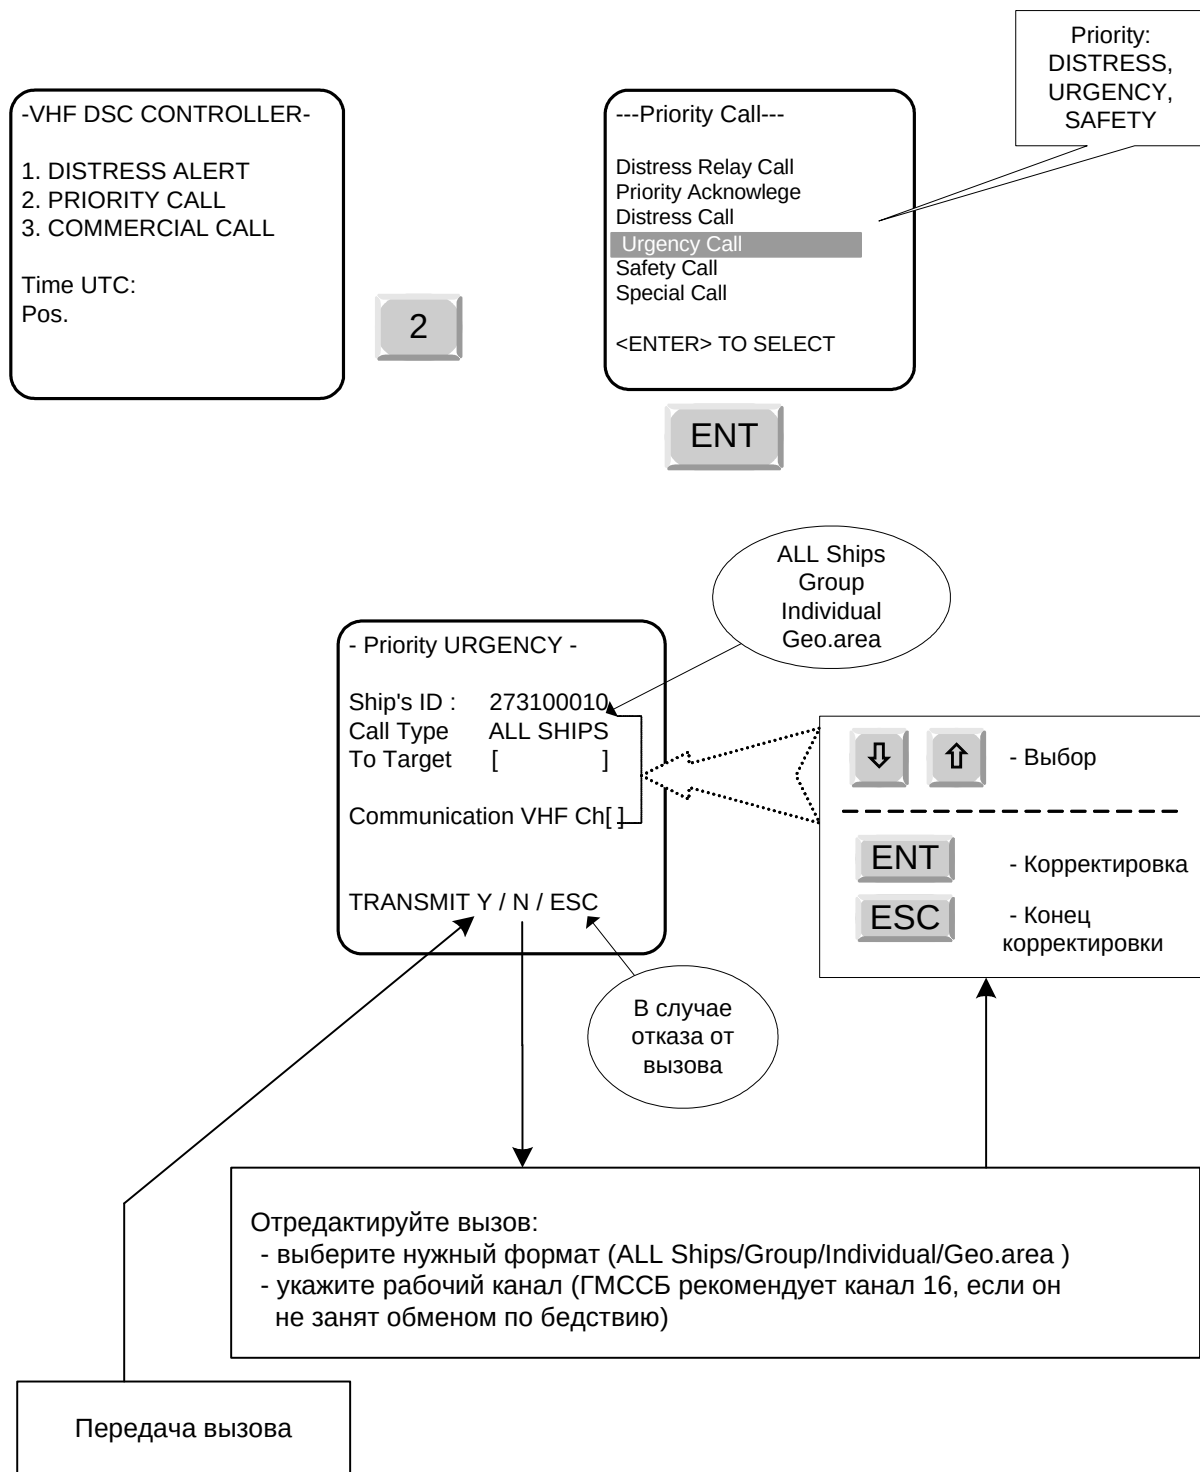 Priority:
DISTRESS,
URGENCY,
SAFETY
-VHF DSC CONTROLLER-
1. DISTRESS ALERT
2. PRIORITY CALL
3. COMMERCIAL CALL
Time UTC:
Pos.
2
---Priority Call---
Distress Relay Call
Priority Acknowlege
Distress Call
Urgency Call
Safety Call
Special Call
<ENTER> TO SELECT
ENT
ALL Ships
Group
Individual
Geo.area
- Priority URGENCY -
Ship's ID : 273100010
Call Type ALL SHIPS
To Target [ ]
Communication VHF Ch[ ]
TRANSMIT Y / N / ESC
⇩ ⇧ - Выбор
ENT - Корректировка
ESC - Конец
корректировки
В случае
отказа от
вызова
Отредактируйте вызов:
- выберите нужный формат (ALL Ships/Group/Individual/Geo.area )
- укажите рабочий канал (ГМССБ рекомендует канал 16, если он
не занят обменом по бедствию)
Передача вызова